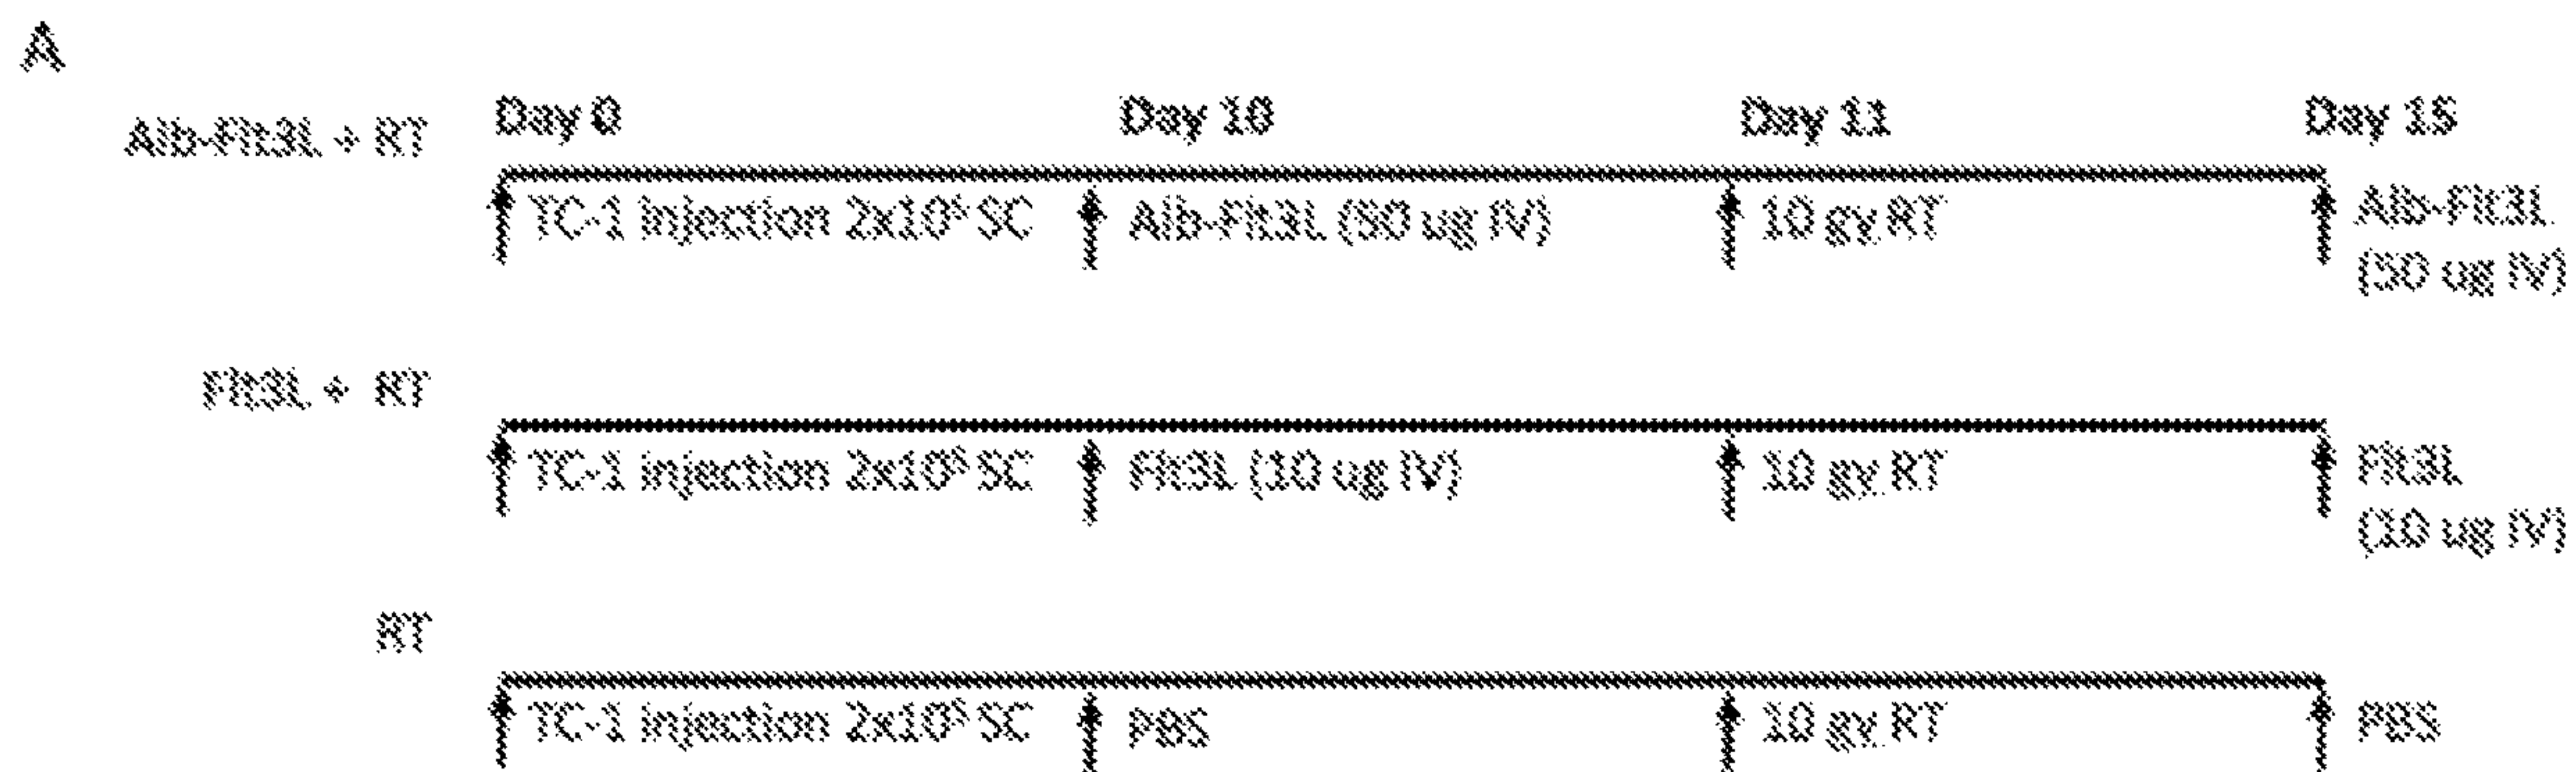 A
Day 0 Day 10 Day 11 Day 15
Alb-Flt3L + RT
TC-1 injection 2x10⁵ SC Alb-Flt3L (50 ug IV) 10 gy RT Alb-Flt3L
(50 ug IV)
Flt3L + RT
TC-1 injection 2x10⁵ SC Flt3L (10 ug IV) 10 gy RT Flt3L
(10 ug IV)
RT
TC-1 injection 2x10⁵ SC PBS 10 gy RT PBS